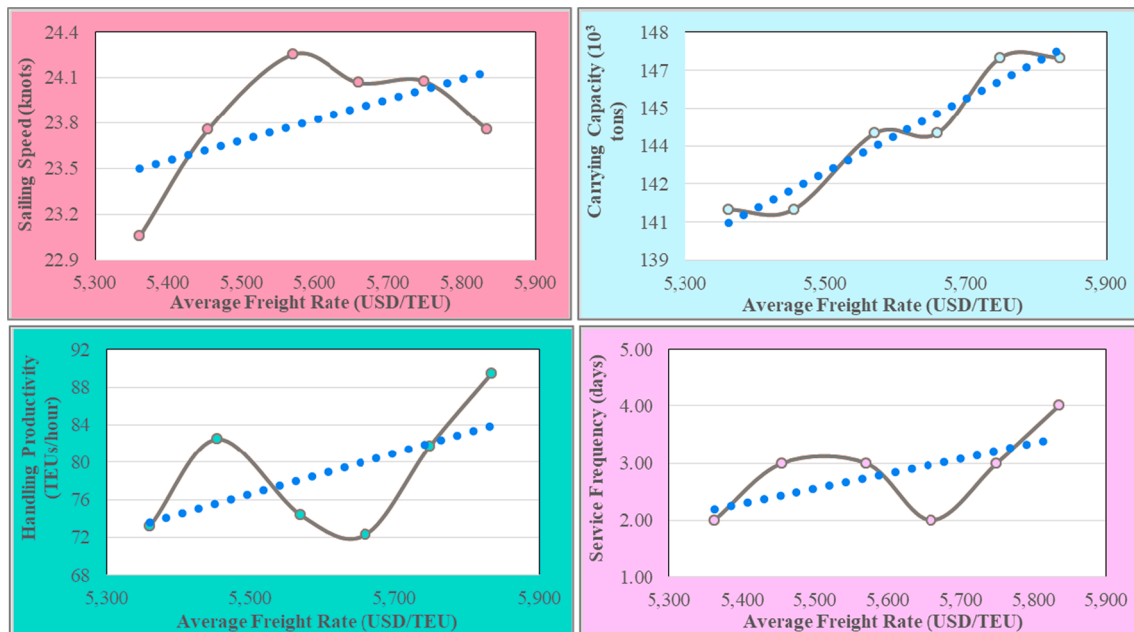 24.4
24.1
23.8
23.5
23.2
22.9
Sailing Speed (knots)
5,300 5,400 5,500 5,600 5,700 5,800 5,900
Average Freight Rate (USD/TEU)
148
147
145
144
142
141
139
Carrying Capacity (10³
tons)
5,300 5,500 5,700 5,900
Average Freight Rate (USD/TEU)
92
88
84
80
76
72
68
Handling Productivity
(TEUs/hour)
5,300 5,500 5,700 5,900
Average Freight Rate (USD/TEU)
5.00
4.00
3.00
2.00
1.00
Service Frequency (days)
5,300 5,400 5,500 5,600 5,700 5,800 5,900
Average Freight Rate (USD/TEU)